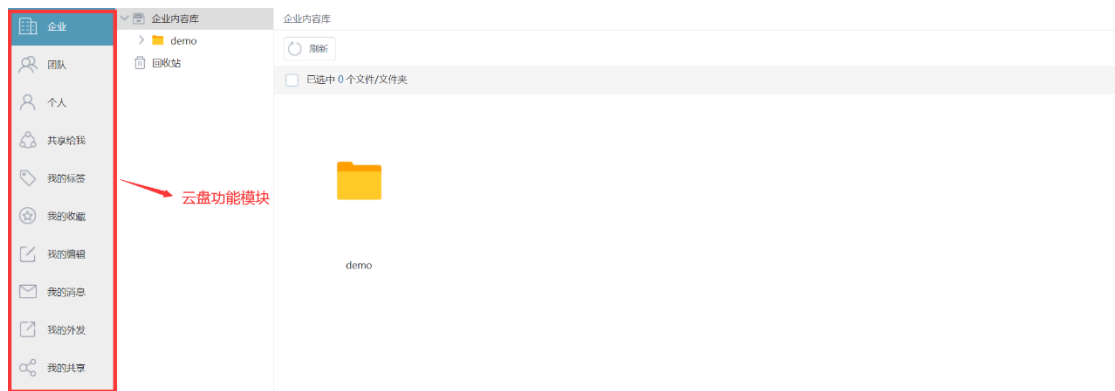 企业
团队
个人
共享给我
我的标签
我的收藏
我的编辑
我的消息
我的外发
我的共享
企业内容库
demo
回收站
云盘功能模块
企业内容库
刷新
已选中 0 个文件/文件夹
demo